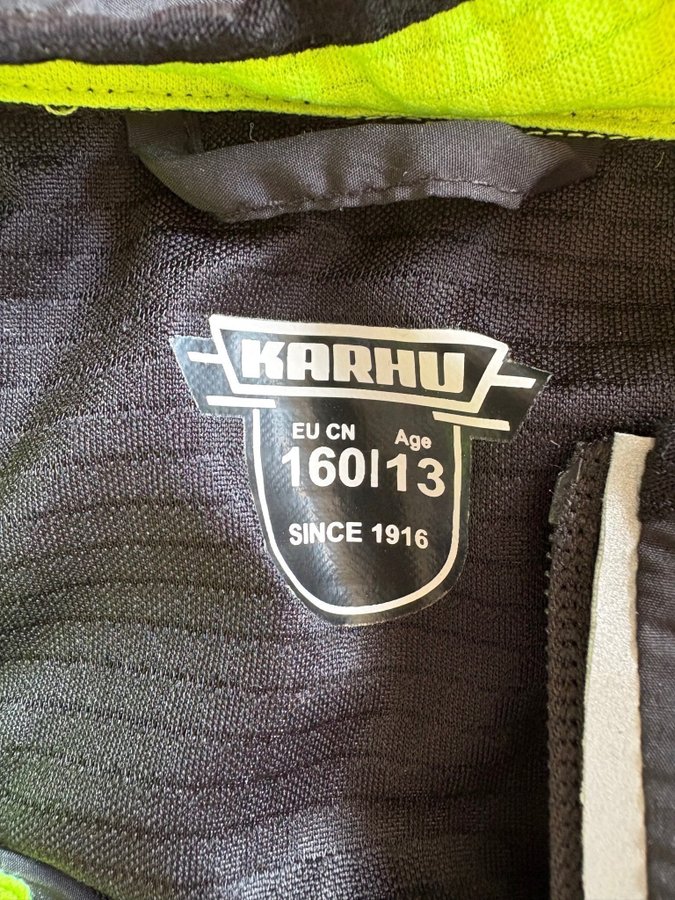 KARHU
EU CN Age
160/13
SINCE 1916